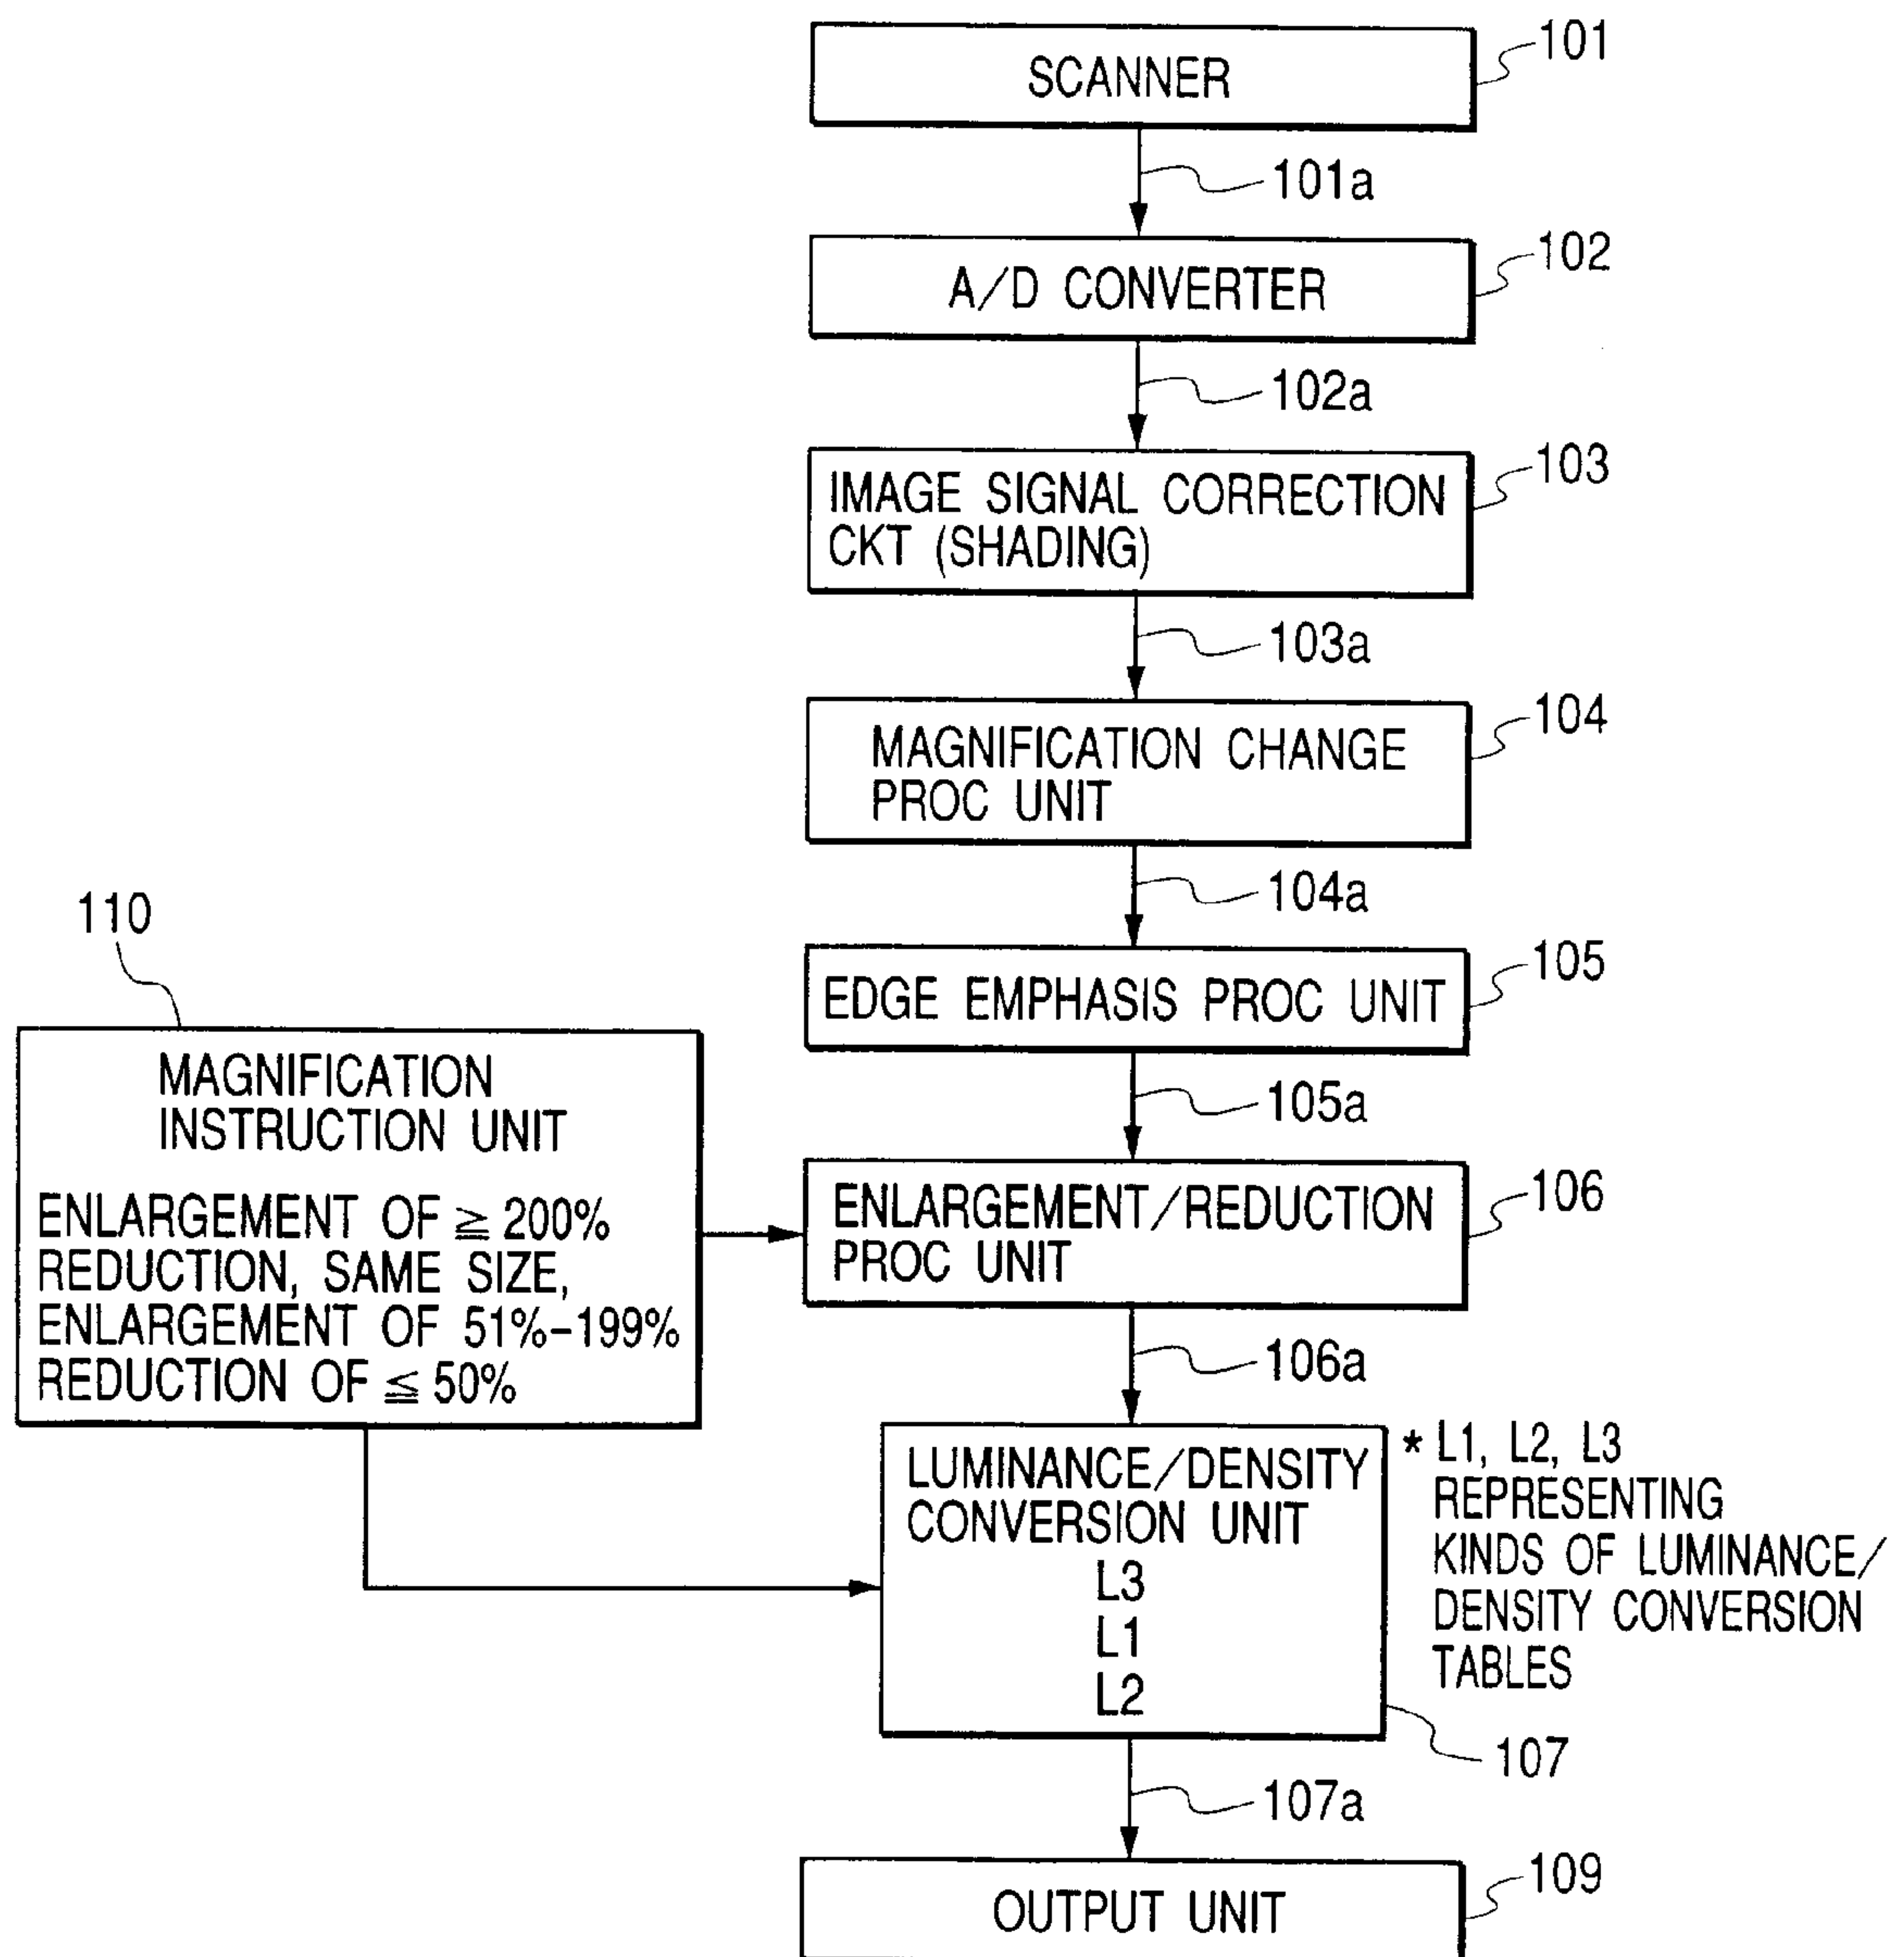 SCANNER
101
101a
A/D CONVERTER
102
102a
IMAGE SIGNAL CORRECTION
CKT (SHADING)
103
103a
MAGNIFICATION CHANGE
PROC UNIT
104
104a
EDGE EMPHASIS PROC UNIT
105
105a
110
MAGNIFICATION
INSTRUCTION UNIT
ENLARGEMENT OF ≧ 200%
REDUCTION, SAME SIZE,
ENLARGEMENT OF 51%-199%
REDUCTION OF ≦ 50%
ENLARGEMENT/REDUCTION
PROC UNIT
106
106a
LUMINANCE/DENSITY
CONVERSION UNIT
L3
L1
L2
* L1, L2, L3
REPRESENTING
KINDS OF LUMINANCE/
DENSITY CONVERSION
TABLES
107
107a
OUTPUT UNIT
109